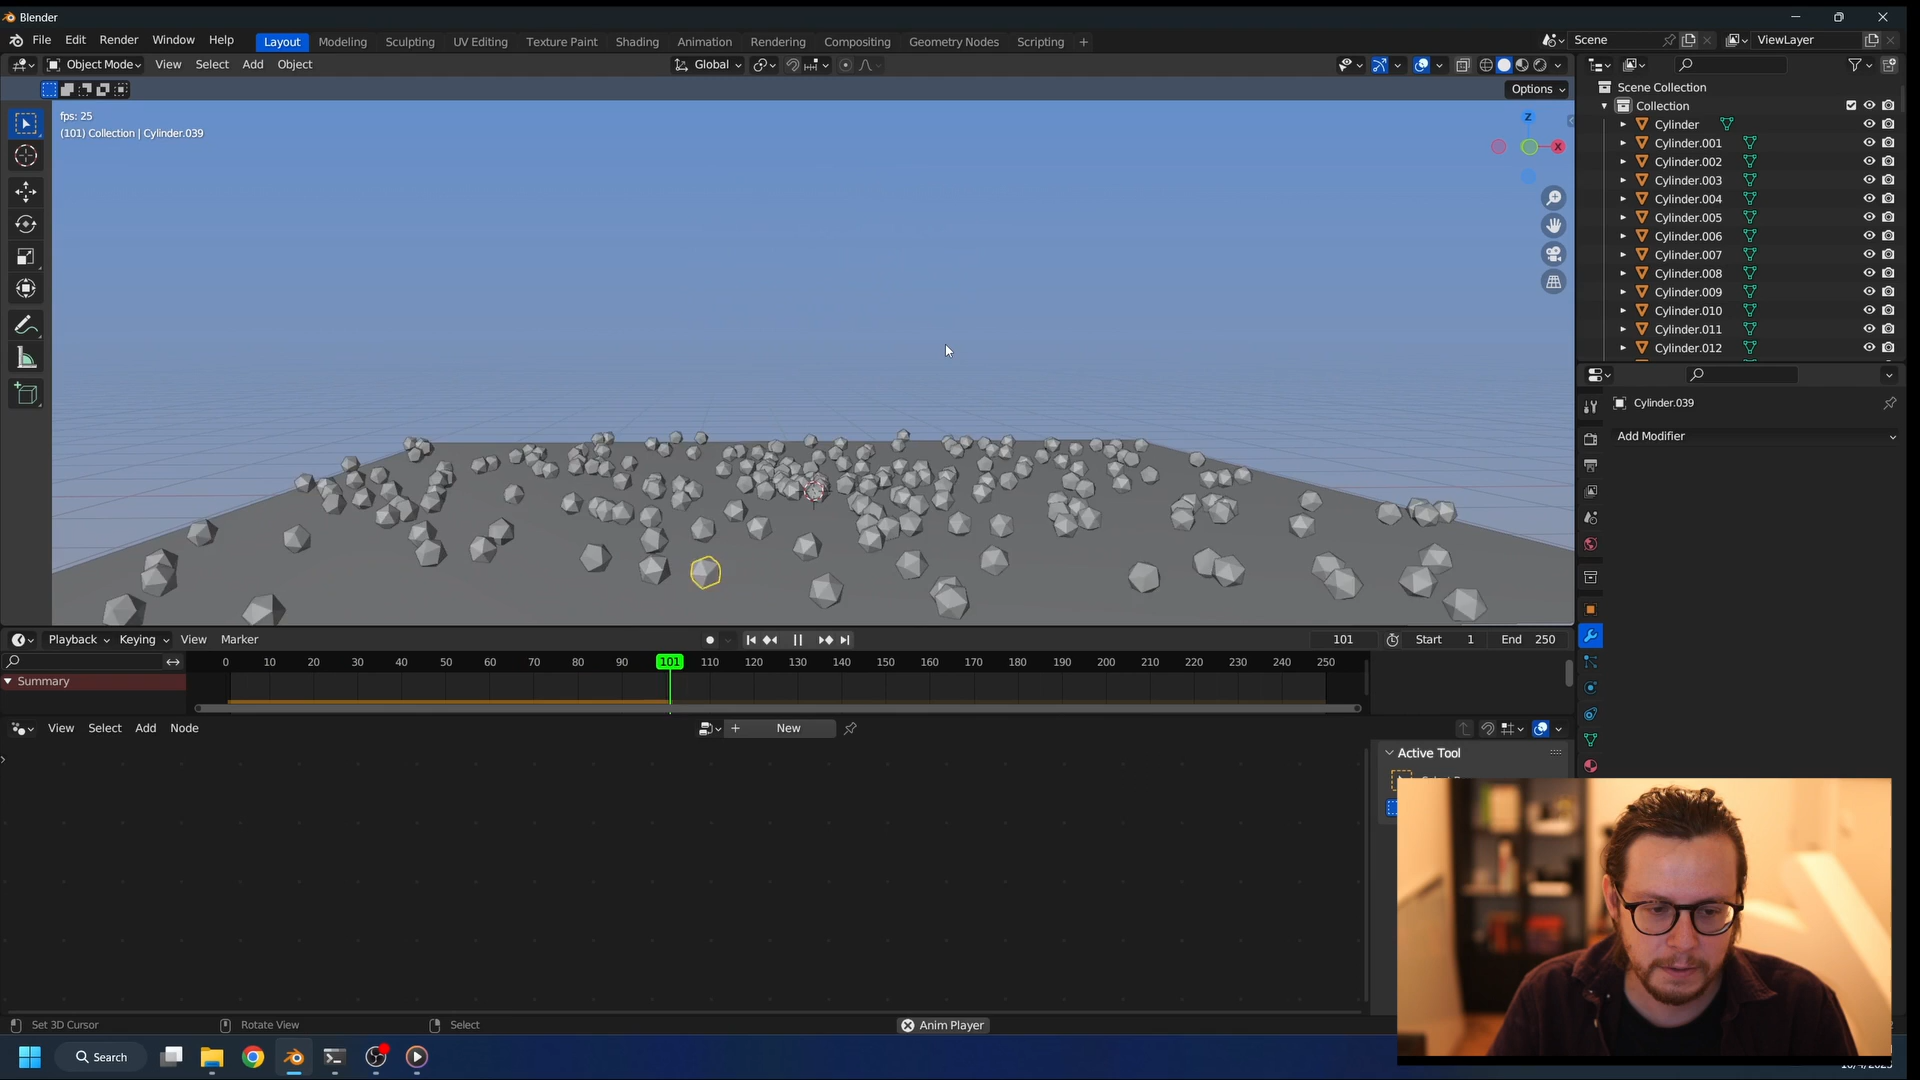 Blender
File Edit Render Window Help Layout Modeling Sculpting UV Editing Texture Paint Shading Animation Rendering Compositing Geometry Nodes Scripting + Scene ViewLayer
Object Mode View Select Add Object Global
Options
fps: 25
(101) Collection | Cylinder.039
Z
X
Scene Collection
Collection
Cylinder
Cylinder.001
Cylinder.002
Cylinder.003
Cylinder.004
Cylinder.005
Cylinder.006
Cylinder.007
Cylinder.008
Cylinder.009
Cylinder.010
Cylinder.011
Cylinder.012
Cylinder.039
Add Modifier
Playback Keying View Marker 101 Start 1 End 250
0 10 20 30 40 50 60 70 80 90 101 110 120 130 140 150 160 170 180 190 200 210 220 230 240 250
Summary
View Select Add Node + New
Active Tool
Set 3D Cursor Rotate View Select Anim Player
Search